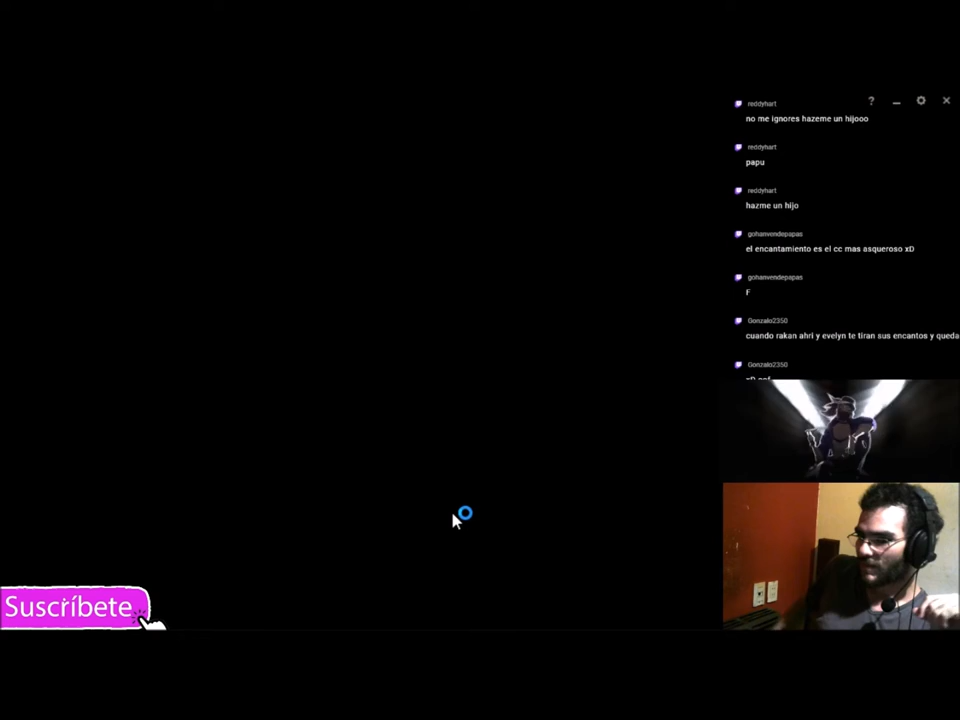 reddyhart
?
no me ignores hazeme un hijooo
reddyhart
papu
reddyhart
hazme un hijo
gohanvendepapas
el encantamiento es el cc mas asqueroso xD
gohanvendepapas
F
Gonzalo2350
cuando rakan ahri y evelyn te tiran sus encantos y queda
Gonzalo2350
Suscríbete